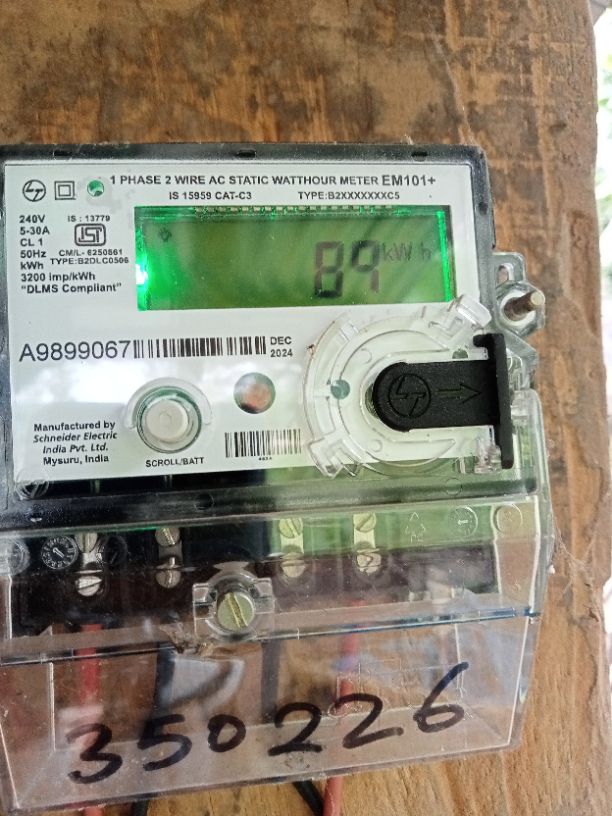 1 PHASE 2 WIRE AC STATIC WATTHOUR METER EM101+
IS 15959 CAT-C3 TYPE:B2XXXXXXXC5
240V
5-30A
CL 1
50Hz
kWh
3200 imp/kWh
"DLMS Compliant"
IS : 13779
ISI
CM/L- 6250861
TYPE:B2DLC0506
89 kWh
A9899067
DEC
2024
Manufactured by
Schneider Electric
India Pvt. Ltd.
Mysuru, India
SCROLL/BATT
350226